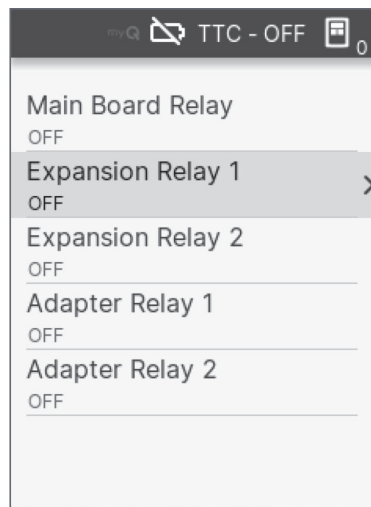 myQ TTC - OFF 0
Main Board Relay
OFF
Expansion Relay 1
OFF
Expansion Relay 2
OFF
Adapter Relay 1
OFF
Adapter Relay 2
OFF